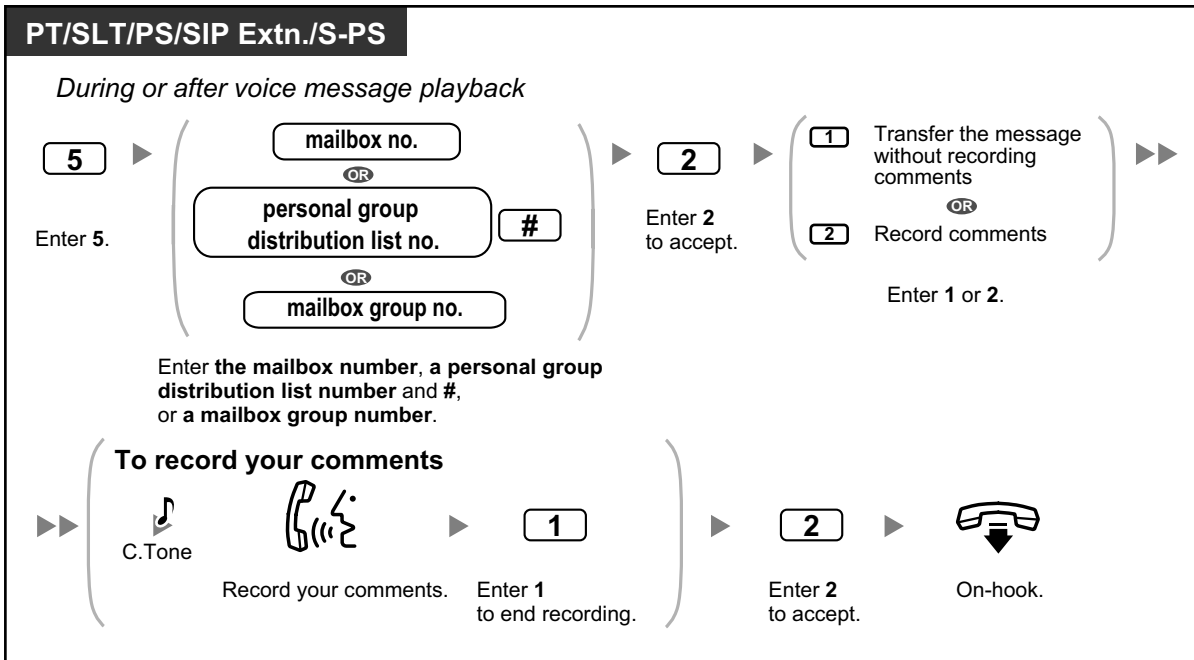 PT/SLT/PS/SIP Extn./S-PS
During or after voice message playback
5
Enter 5.
mailbox no.
OR
personal group
distribution list no.
#
OR
mailbox group no.
Enter the mailbox number, a personal group
distribution list number and #,
or a mailbox group number.
2
Enter 2
to accept.
1 Transfer the message
without recording
comments
OR
2 Record comments
Enter 1 or 2.
To record your comments
C.Tone
Record your comments.
1
Enter 1
to end recording.
2
Enter 2
to accept.
On-hook.